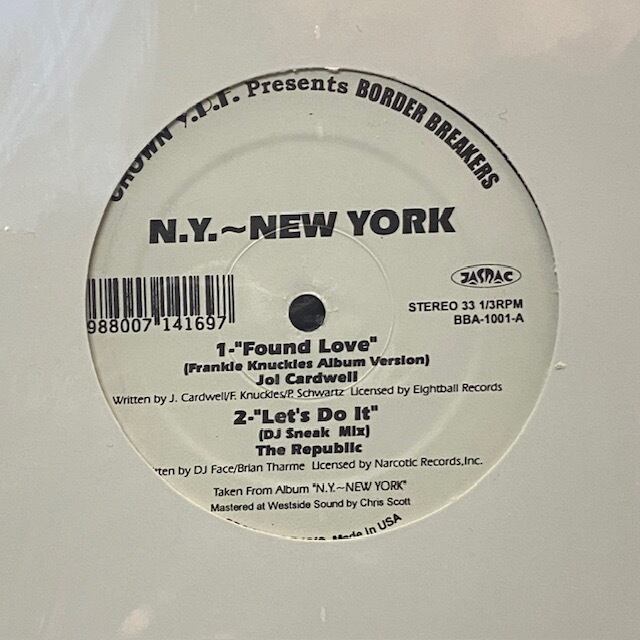 CROWN Y.P.F. Presents BORDER BREAKERS
N.Y.~NEW YORK
JASRAC
STEREO 33 1/3RPM
BBA-1001-A
988007 141697
1-"Found Love"
(Frankie Knuckles Album Version)
Joi Cardwell
Written by J. Cardwell/F. Knuckles/P. Schwartz Licensed by Eightball Records
2-"Let's Do It"
(DJ Sneak Mix)
The Republic
ten by DJ Face/Brian Tharme Licensed by Narcotic Records,Inc.
Taken From Album "N.Y.~NEW YORK"
Mastered at Westside Sound by Chris Scott
Made in USA